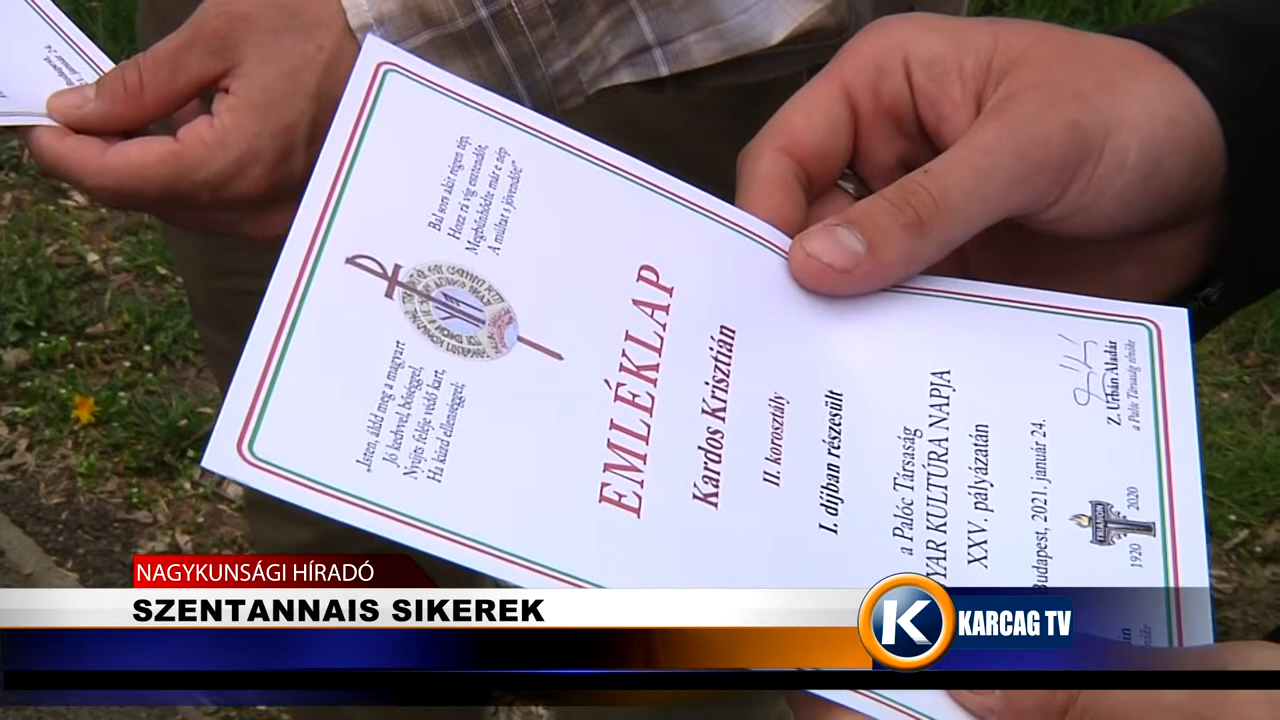 „Isten, áldd meg a magyart
Jó kedvvel, bőséggel,
Nyújts feléje védő kart,
Ha küzd ellenséggel;
Bal sors akit régen tép,
Hozz rá víg esztendőt,
Megbűnhődte már e nép
A múltat s jövendőt”
EMLÉKLAP
Kardos Krisztián
II. korosztály
I. díjban részesült
a Palóc Társaság
YAR KULTÚRA NAPJA
XXV. pályázatán
Budapest, 2021. január 24.
1920 TRIANON 2020
Z. Urbán Aladár
a Palóc Társaság elnöke
NAGYKUNSÁGI HÍRADÓ
SZENTANNAIS SIKEREK
K KARCAG TV